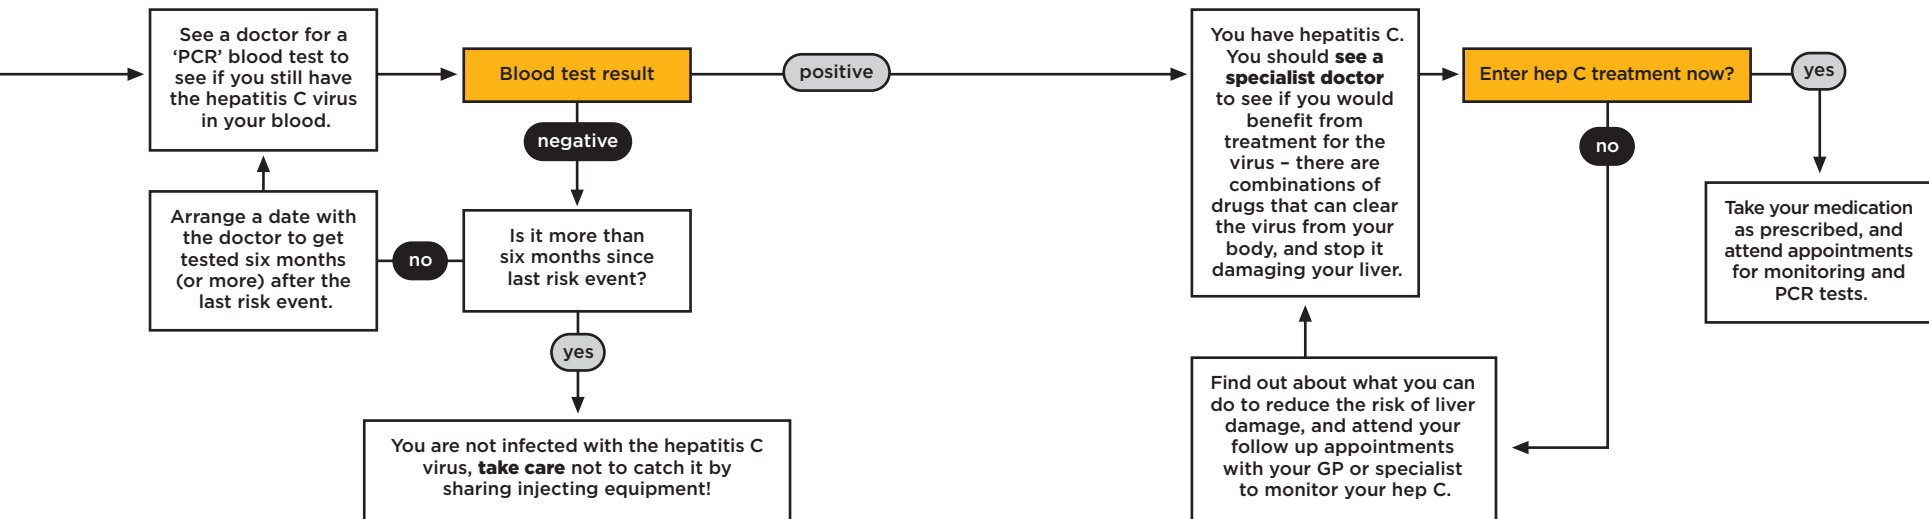 See a doctor for a
‘PCR’ blood test to
see if you still have
the hepatitis C virus
in your blood.
Blood test result
positive
negative
Arrange a date with
the doctor to get
tested six months
(or more) after the
last risk event.
no
Is it more than
six months since
last risk event?
yes
You are not infected with the hepatitis C
virus, take care not to catch it by
sharing injecting equipment!
You have hepatitis C.
You should see a
specialist doctor
to see if you would
benefit from
treatment for the
virus – there are
combinations of
drugs that can clear
the virus from your
body, and stop it
damaging your liver.
Enter hep C treatment now?
yes
no
Take your medication
as prescribed, and
attend appointments
for monitoring and
PCR tests.
Find out about what you can
do to reduce the risk of liver
damage, and attend your
follow up appointments
with your GP or specialist
to monitor your hep C.